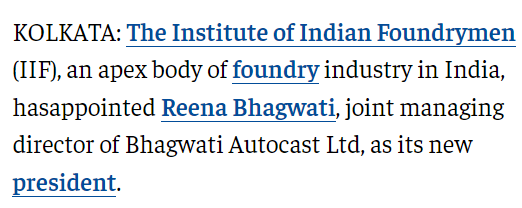 KOLKATA: The Institute of Indian Foundrymen
(IIF), an apex body of foundry industry in India,
hasappointed Reena Bhagwati, joint managing
director of Bhagwati Autocast Ltd, as its new
president.